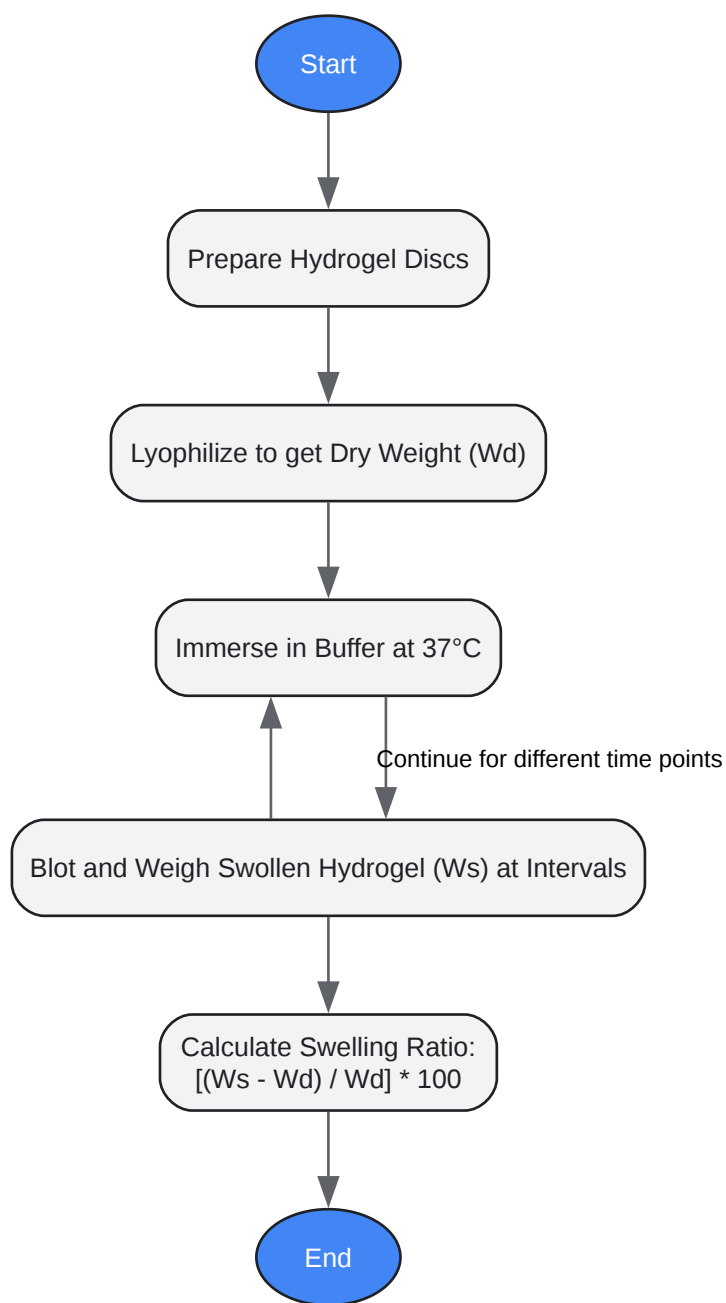 Start
Prepare Hydrogel Discs
Lyophilize to get Dry Weight (Wd)
Immerse in Buffer at 37°C
Continue for different time points
Blot and Weigh Swollen Hydrogel (Ws) at Intervals
Calculate Swelling Ratio:
[(Ws - Wd) / Wd] * 100
End